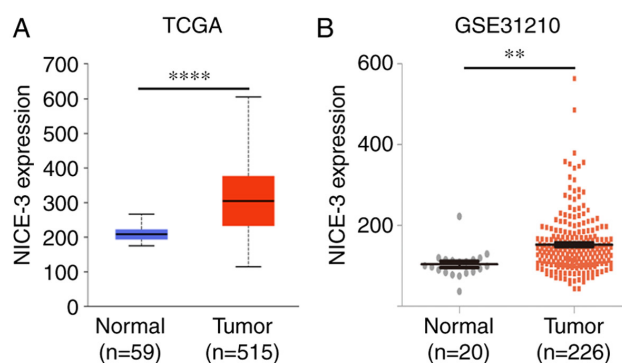 A
TCGA
NICE-3 expression
700
600
500
400
300
200
100
0
****
Normal
(n=59)
Tumor
(n=515)
B
GSE31210
NICE-3 expression
600
400
200
**
Normal
(n=20)
Tumor
(n=226)